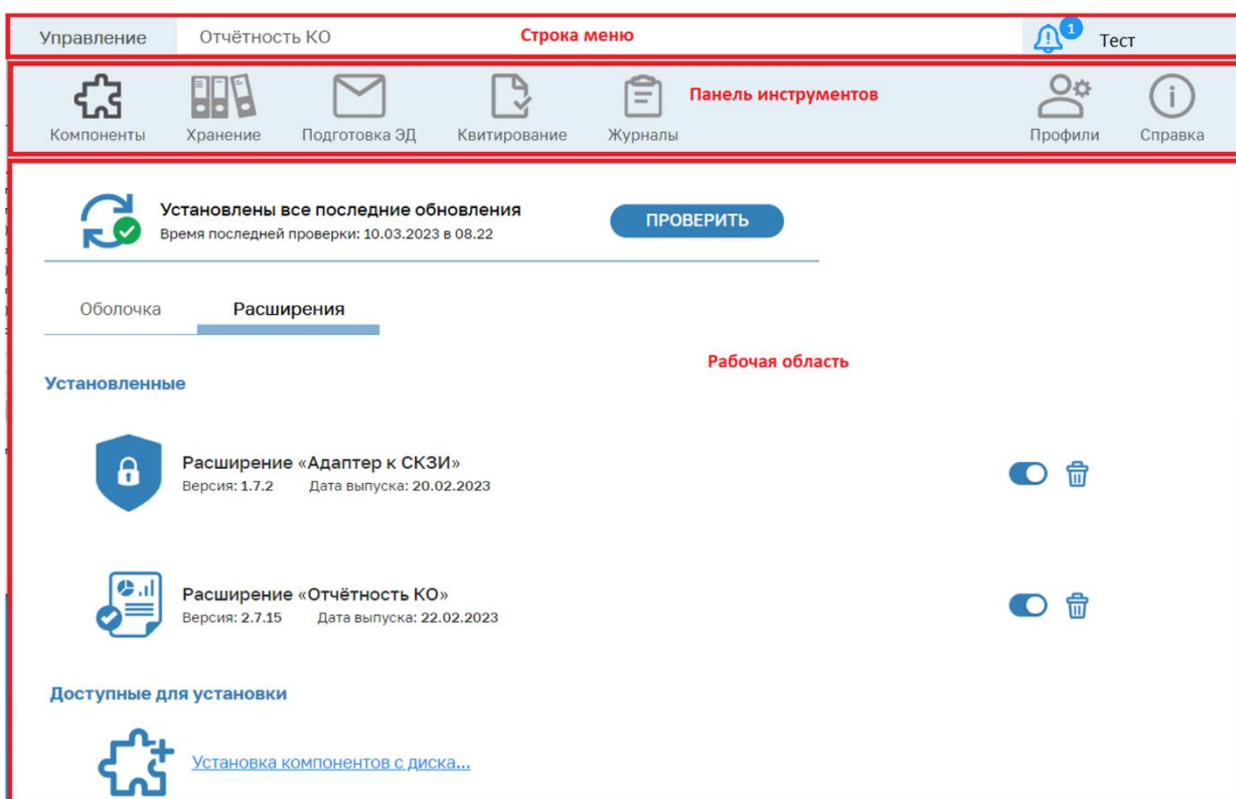 Управление Отчётность КО Строка меню 1 Тест
Панель инструментов
Компоненты Хранение Подготовка ЭД Квитирование Журналы Профили Справка
Установлены все последние обновления ПРОВЕРИТЬ
Время последней проверки: 10.03.2023 в 08.22
Оболочка Расширения
Рабочая область
Установленные
Расширение «Адаптер к СКЗИ»
Версия: 1.7.2 Дата выпуска: 20.02.2023
Расширение «Отчётность КО»
Версия: 2.7.15 Дата выпуска: 22.02.2023
Доступные для установки
Установка компонентов с диска...